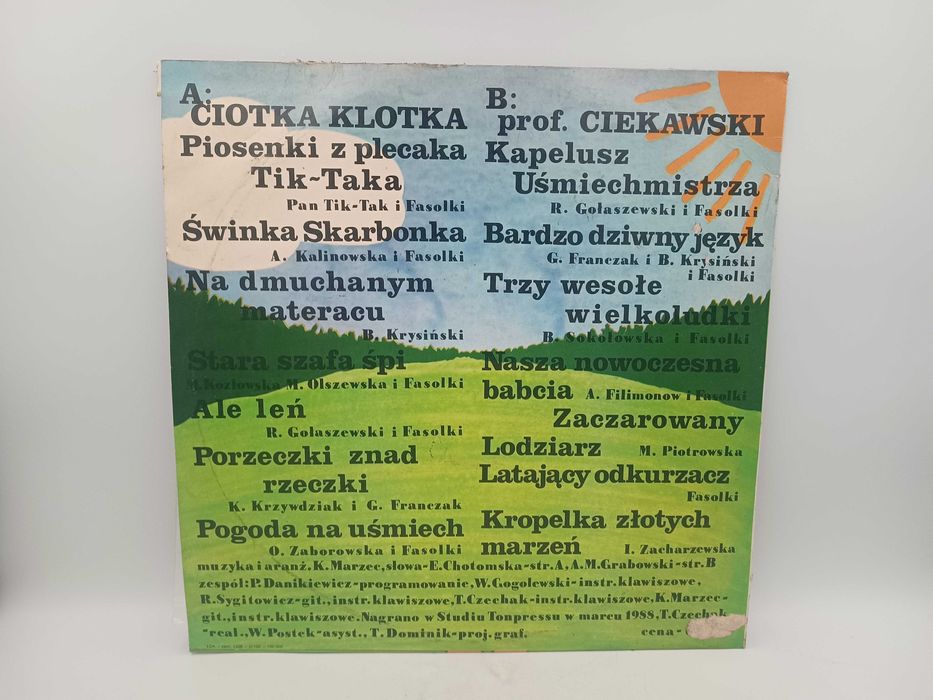 A:
CIOTKA KLOTKA
Piosenki z plecaka
Tik-Taka
Pan Tik-Tak i Fasolki
Świnka Skarbonka
A. Kalinowska i Fasolki
Na dmuchanym
materacu
B. Krysiński
Stara szafa śpi
M. Kozłowska M. Olszewska i Fasolki
Ale leń
R. Gołaszewski i Fasolki
Porzeczki znad
rzeczki
K. Krzywdziak i G. Franczak
Pogoda na uśmiech
O. Zaborowska i Fasolki
B:
prof. CIEKAWSKI
Kapelusz
Uśmiechmistrza
R. Gołaszewski i Fasolki
Bardzo dziwny język
G. Franczak i B. Krysiński
i Fasolki
Trzy wesołe
wielkoludki
B. Sokołowska i Fasolki
Nasza nowoczesna
babcia A. Filimonow i Fasolki
Zaczarowany
Lodziarz M. Piotrowska
Latający odkurzacz
Fasolki
Kropelka złotych
marzeń I. Zacharzewska
muzyka i aranż. K. Marzec, słowa-E. Chotomska-str. A, A.M. Grabowski-str. B
zespół: P. Danikiewicz-programowanie, W. Gogolewski-instr. klawiszowe,
R. Sygitowicz-git., instr. klawiszowe, T. Czechak-instr. klawiszowe, K. Marzec-
git., instr. klawiszowe. Nagrano w Studiu Tonpressu w marcu 1988, T. Czechak
-real., W. Postek-asyst., T. Dominik-proj. graf. cena-